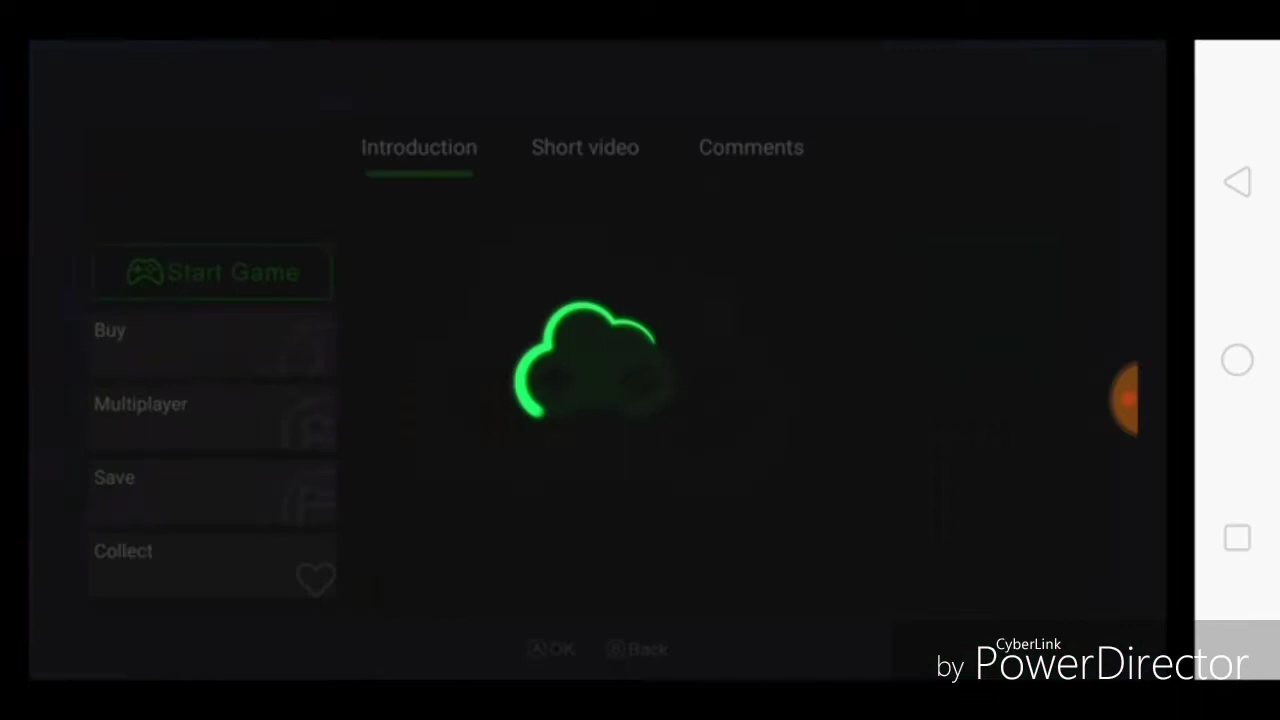 Introduction
Short video
Comments
Start Game
Buy
Multiplayer
Save
Collect
A OK
B Back
CyberLink
by PowerDirector